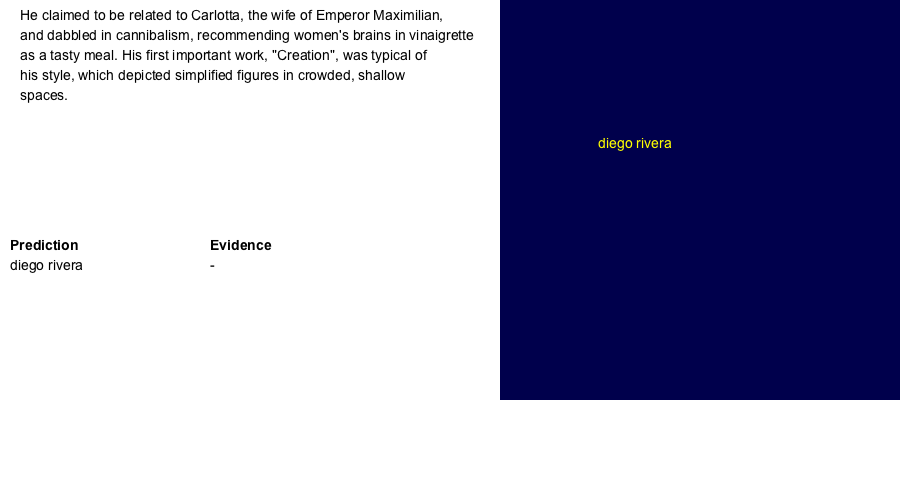 He claimed to be related to Carlotta, the wife of Emperor Maximilian,
and dabbled in cannibalism, recommending women's brains in vinaigrette
as a tasty meal. His first important work, "Creation", was typical of
his style, which depicted simplified figures in crowded, shallow
spaces.
diego rivera
Prediction Evidence
diego rivera -